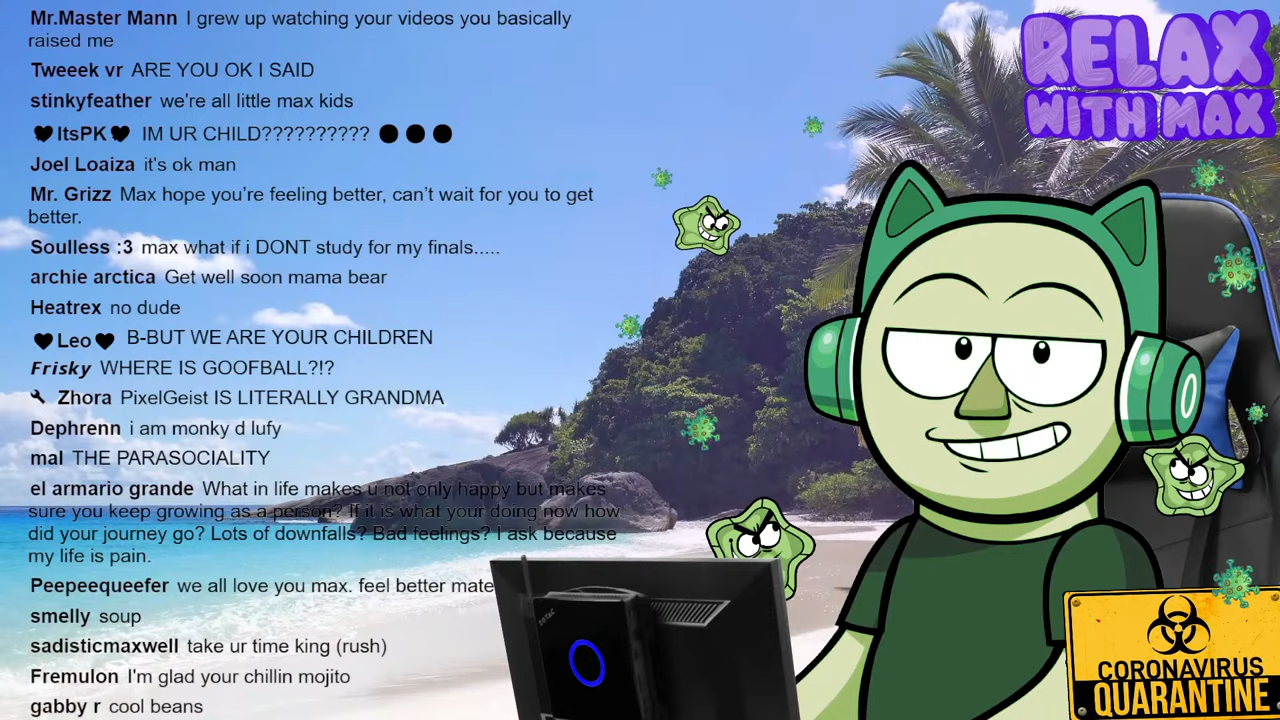 Mr.Master Mann I grew up watching your videos you basically
raised me
Tweeek vr ARE YOU OK I SAID
stinkyfeather we're all little max kids
ItsPK IM UR CHILD??????????
Joel Loaiza it's ok man
Mr. Grizz Max hope you’re feeling better, can’t wait for you to get
better.
Soulless :3 max what if i DONT study for my finals.....
archie arctica Get well soon mama bear
Heatrex no dude
Leo B-BUT WE ARE YOUR CHILDREN
Frisky WHERE IS GOOFBALL?!?
Zhora PixelGeist IS LITERALLY GRANDMA
Dephrenn i am monky d lufy
mal THE PARASOCIALITY
el armario grande What in life makes u not only happy but makes
sure you keep growing as a person? If it is what your doing now how
did your journey go? Lots of downfalls? Bad feelings? I ask because
my life is pain.
Peepeequeefer we all love you max. feel better mate
smelly soup
sadisticmaxwell take ur time king (rush)
Fremulon I'm glad your chillin mojito
gabby r cool beans
RELAX
WITH MAX
ZOTAC
CORONAVIRUS
QUARANTINE